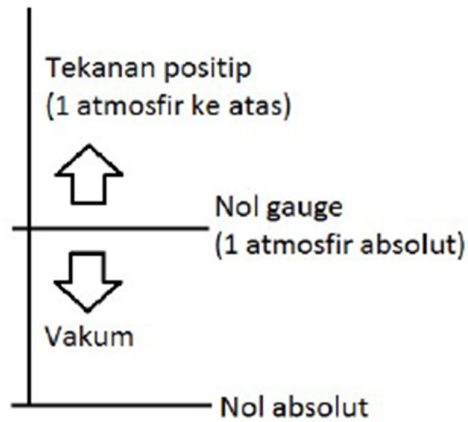 Tekanan positip
(1 atmosfir ke atas)
Nol gauge
(1 atmosfir absolut)
Vakum
Nol absolut